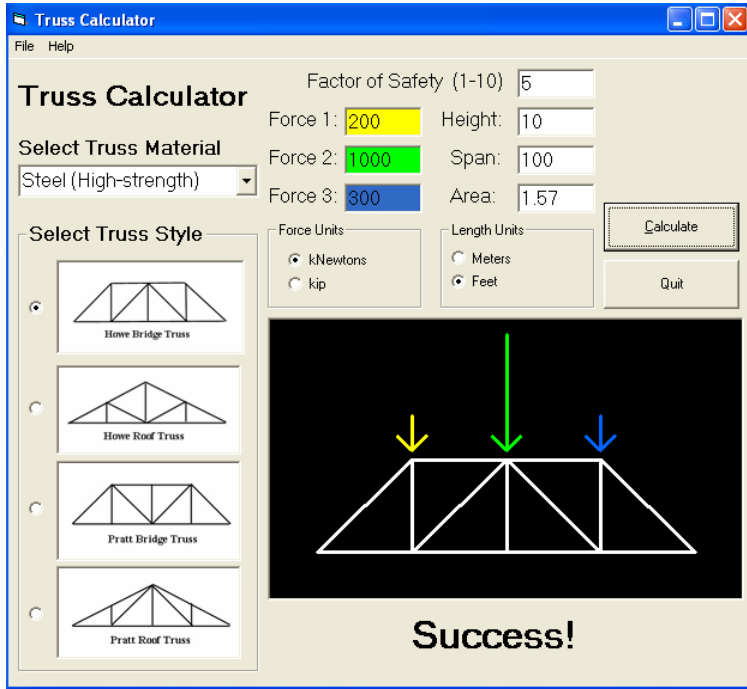 Truss Calculator
File Help
Truss Calculator
Select Truss Material
Steel (High-strength)
Factor of Safety (1-10) 5
Force 1: 200 Height: 10
Force 2: 1000 Span: 100
Force 3: 300 Area: 1.57
Force Units
kNewtons
kip
Length Units
Meters
Feet
Calculate
Quit
Select Truss Style
Howe Bridge Truss
Howe Roof Truss
Pratt Bridge Truss
Pratt Roof Truss
Success!